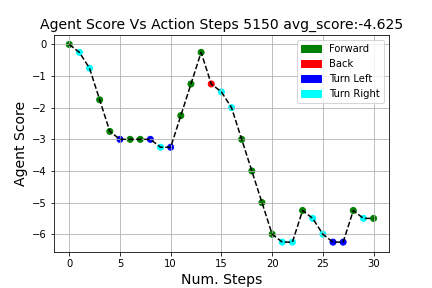 Agent Score Vs Action Steps 5150 avg_score:-4.625
0
−1
−2
−3
−4
−5
−6
Agent Score
Forward
Back
Turn Left
Turn Right
0 5 10 15 20 25 30
Num. Steps